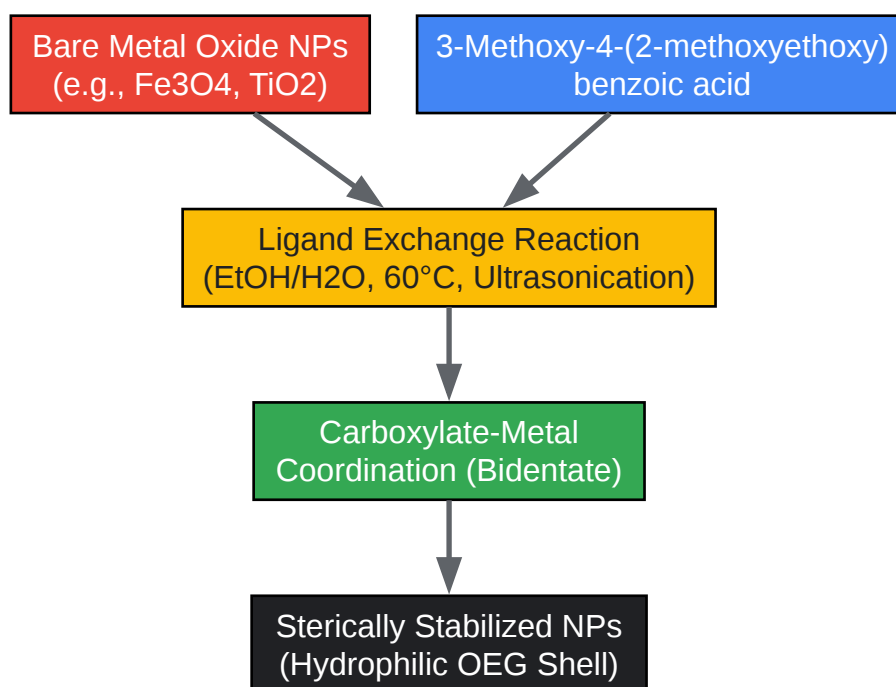 Bare Metal Oxide NPs
(e.g., Fe3O4, TiO2)
3-Methoxy-4-(2-methoxyethoxy)
benzoic acid
Ligand Exchange Reaction
(EtOH/H2O, 60°C, Ultrasonication)
Carboxylate-Metal
Coordination (Bidentate)
Sterically Stabilized NPs
(Hydrophilic OEG Shell)